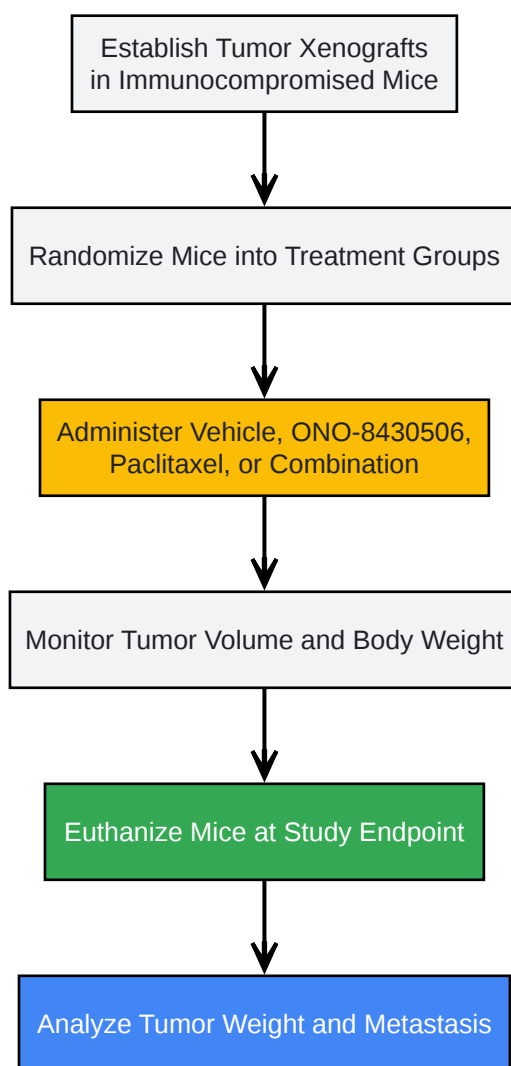 Establish Tumor Xenografts
in Immunocompromised Mice
Randomize Mice into Treatment Groups
Administer Vehicle, ONO-8430506,
Paclitaxel, or Combination
Monitor Tumor Volume and Body Weight
Euthanize Mice at Study Endpoint
Analyze Tumor Weight and Metastasis